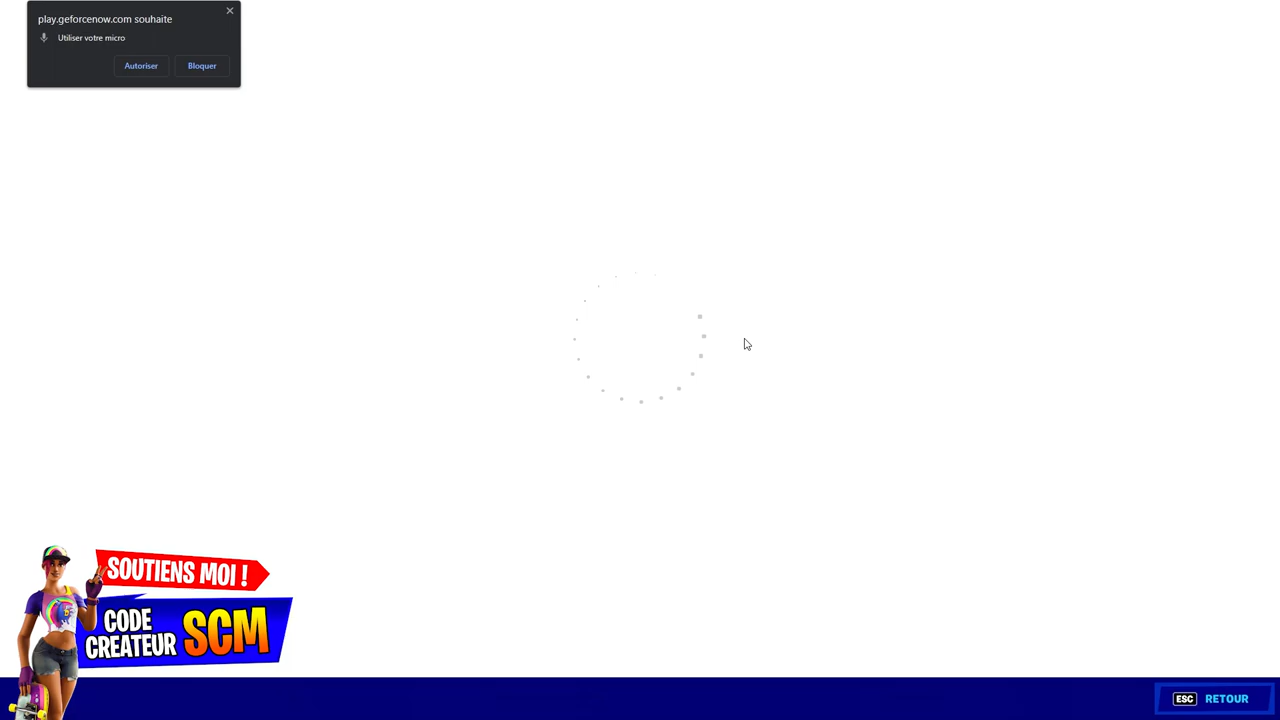 play.geforcenow.com souhaite
Utiliser votre micro
Autoriser
Bloquer
SOUTIENS MOI !
CODE
CREATEUR SCM
ESC RETOUR